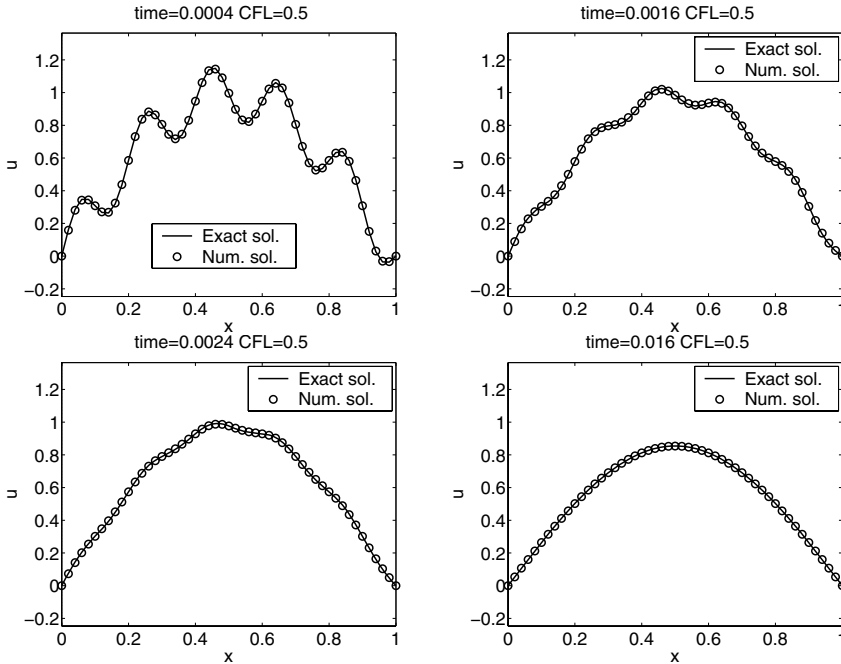 time=0.0004 CFL=0.5
1.2
1
0.8
0.6
0.4
0.2
0
−0.2
u
Exact sol.
Num. sol.
0 0.2 0.4 0.6 0.8 1
x
time=0.0016 CFL=0.5
1.2
1
0.8
0.6
0.4
0.2
0
−0.2
u
Exact sol.
Num. sol.
0 0.2 0.4 0.6 0.8 1
x
time=0.0024 CFL=0.5
1.2
1
0.8
0.6
0.4
0.2
0
−0.2
u
Exact sol.
Num. sol.
0 0.2 0.4 0.6 0.8 1
x
time=0.016 CFL=0.5
1.2
1
0.8
0.6
0.4
0.2
0
−0.2
u
Exact sol.
Num. sol.
0 0.2 0.4 0.6 0.8
x